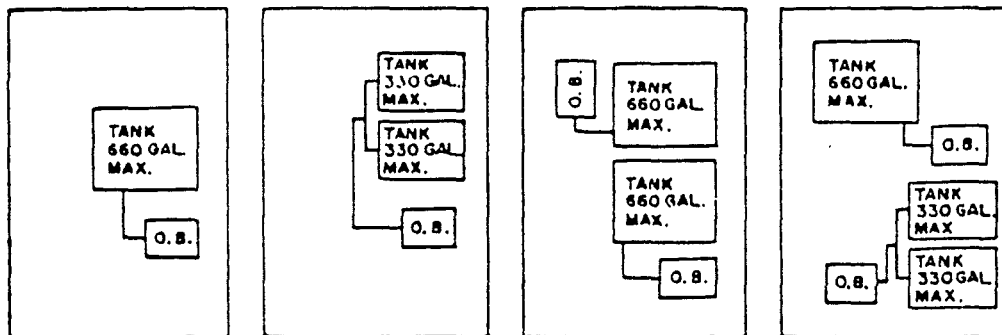 TANK
660 GAL.
MAX.
O.B.
TANK
330 GAL.
MAX.
TANK
330 GAL.
MAX.
O.B.
O.B.
TANK
660 GAL.
MAX.
TANK
660 GAL.
MAX.
O.B.
TANK
660 GAL.
MAX.
O.B.
TANK
330 GAL.
MAX
O.B.
TANK
330 GAL.
MAX.